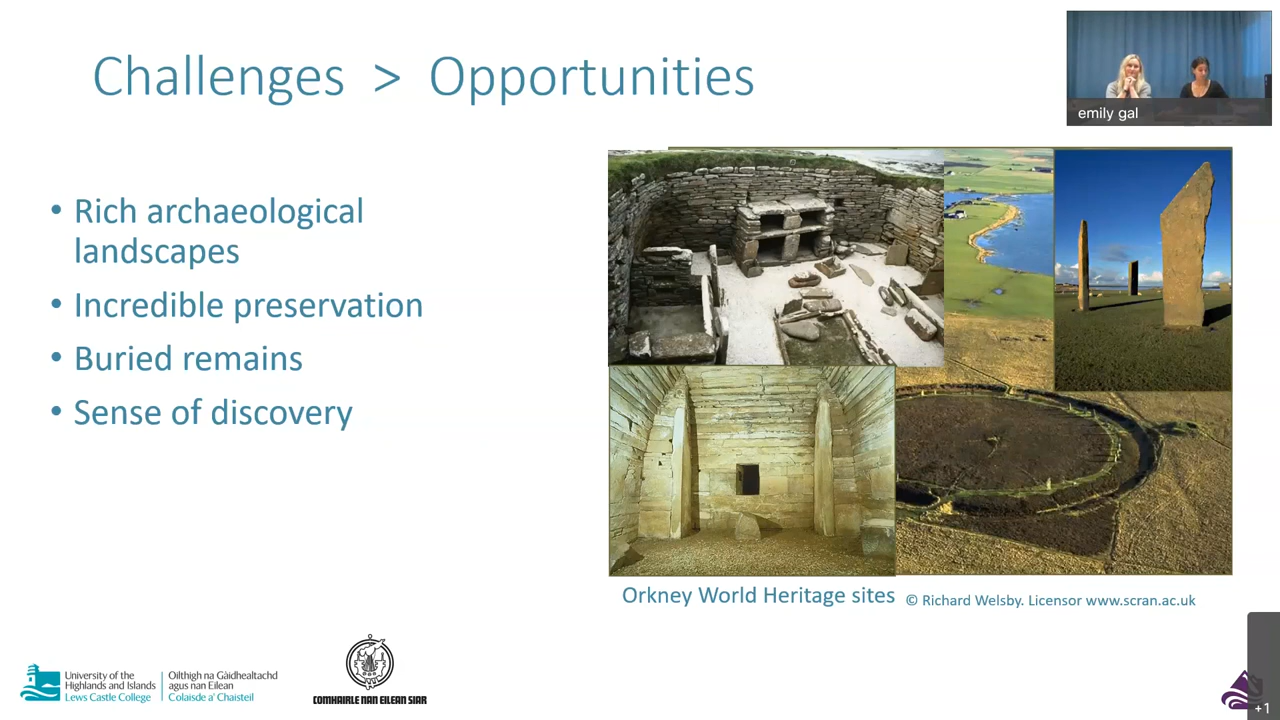 Challenges > Opportunities
emily gal
• Rich archaeological
landscapes
• Incredible preservation
• Buried remains
• Sense of discovery
Orkney World Heritage sites © Richard Welsby. Licensor www.scran.ac.uk
University of the
Highlands and Islands
Lews Castle College
Oilthigh na Gàidhealtachd
agus nan Eilean
Colaisde a' Chaisteil
COMHAIRLE NAN EILEAN SIAR
+1